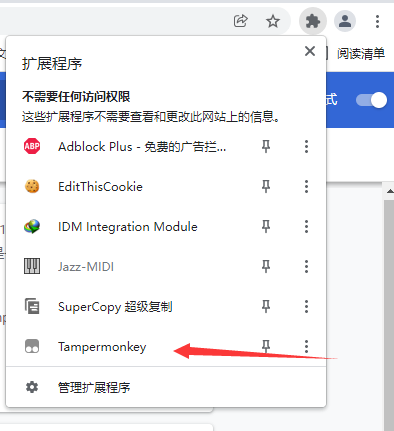 阅读清单
扩展程序
不需要任何访问权限
这些扩展程序不需要查看和更改此网站上的信息。
式
ABP Adblock Plus - 免费的广告拦...
EditThisCookie
IDM Integration Module
Jazz-MIDI
SuperCopy 超级复制
Tampermonkey
管理扩展程序